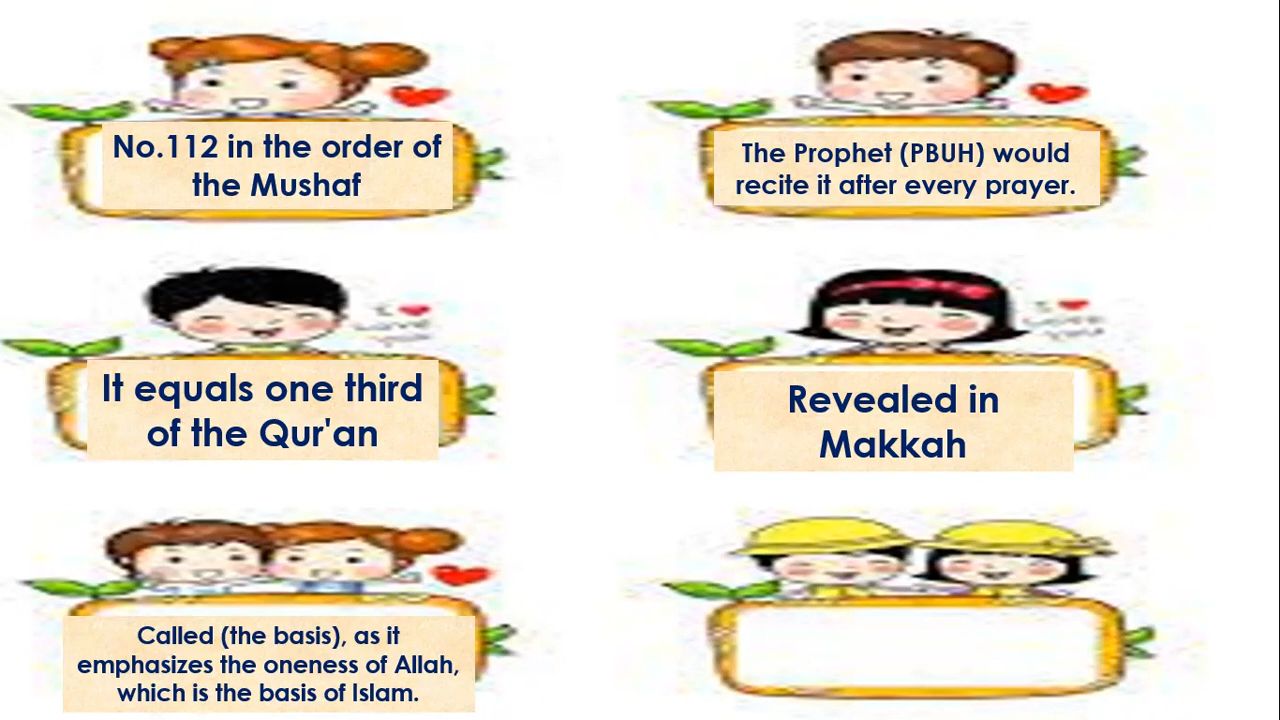 No.112 in the order of
the Mushaf
The Prophet (PBUH) would
recite it after every prayer.
It equals one third
of the Qur'an
Revealed in
Makkah
Called (the basis), as it
emphasizes the oneness of Allah,
which is the basis of Islam.